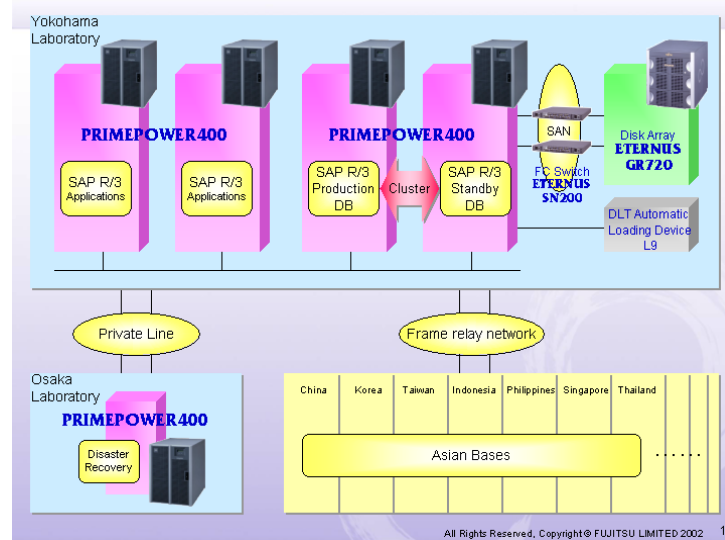 Yokohama
Laboratory
PRIMEPOWER400
PRIMEPOWER400
SAP R/3
Applications
SAP R/3
Applications
SAP R/3
Production
DB
Cluster
SAP R/3
Standby
DB
SAN
FC Switch
ETERNUS
SN200
Disk Array
ETERNUS
GR720
DLT Automatic
Loading Device
L9
Private Line
Frame relay network
Osaka
Laboratory
PRIMEPOWER400
Disaster
Recovery
China Korea Taiwan Indonesia Philippines Singapore Thailand
Asian Bases
······
All Rights Reserved, Copyright © FUJITSU LIMITED 2002 1